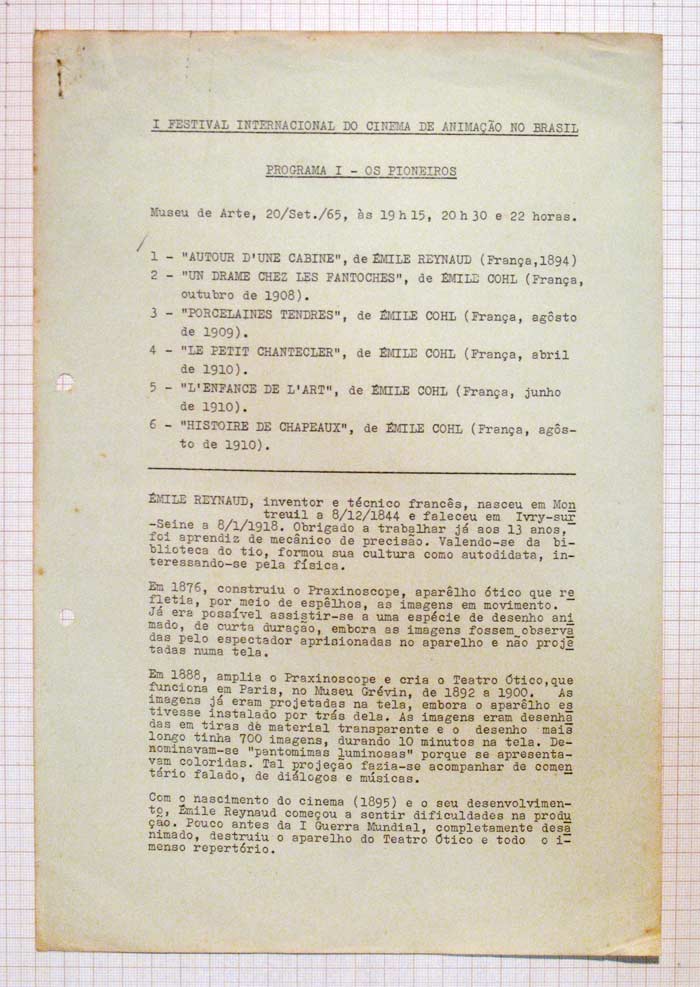 I FESTIVAL INTERNACIONAL DO CINEMA DE ANIMAÇÃO NO BRASIL
PROGRAMA I - OS PIONEIROS
Museu de Arte, 20/Set./65, às 19h15, 20h30 e 22 horas.
1 - "AUTOUR D'UNE CABINE", de ÉMILE REYNAUD (França,1894)
2 - "UN DRAME CHEZ LES FANTOCHES", de ÉMILE COHL (França,
outubro de 1908).
3 - "PORCELAINES TENDRES", de ÉMILE COHL (França, agôsto
de 1909).
4 - "LE PETIT CHANTECLER", de ÉMILE COHL (França, abril
de 1910).
5 - "L'ENFANCE DE L'ART", de ÉMILE COHL (França, junho
de 1910).
6 - "HISTOIRE DE CHAPEAUX", de ÉMILE COHL (França, agôs-
to de 1910).
ÉMILE REYNAUD, inventor e técnico francês, nasceu em Mon
treuil a 8/12/1844 e faleceu em Ivry-sur
-Seine a 8/1/1918. Obrigado a trabalhar já aos 13 anos,
foi aprendiz de mecânico de precisão. Valendo-se da bi-
blioteca do tio, formou sua cultura como autodidata, in-
teressando-se pela física.
Em 1876, construiu o Praxinoscope, aparêlho ótico que re
fletia, por meio de espêlhos, as imagens em movimento.
Já era possível assistir-se a uma espécie de desenho ani
mado, de curta duração, embora as imagens fossem observa
das pelo espectador aprisionadas no aparelho e não proje
tadas numa tela.
Em 1888, amplia o Praxinoscope e cria o Teatro Ótico,que
funciona em Paris, no Museu Grévin, de 1892 a 1900. As
imagens já eram projetadas na tela, embora o aparêlho es
tivesse instalado por trás dela. As imagens eram desenha
das em tiras de material transparente e o desenho mais
longo tinha 700 imagens, durando 10 minutos na tela. De-
nominavam-se "pantomimas luminosas" porque se apresenta-
vam coloridas. Tal projeção fazia-se acompanhar de comen
tário falado, de diálogos e músicas.
Com o nascimento do cinema (1895) e o seu desenvolvimen-
to, Émile Reynaud começou a sentir dificuldades na produ
ção. Pouco antes da I Guerra Mundial, completamente desa
nimado, destruiu o aparelho do Teatro Ótico e todo o i-
menso repertório.